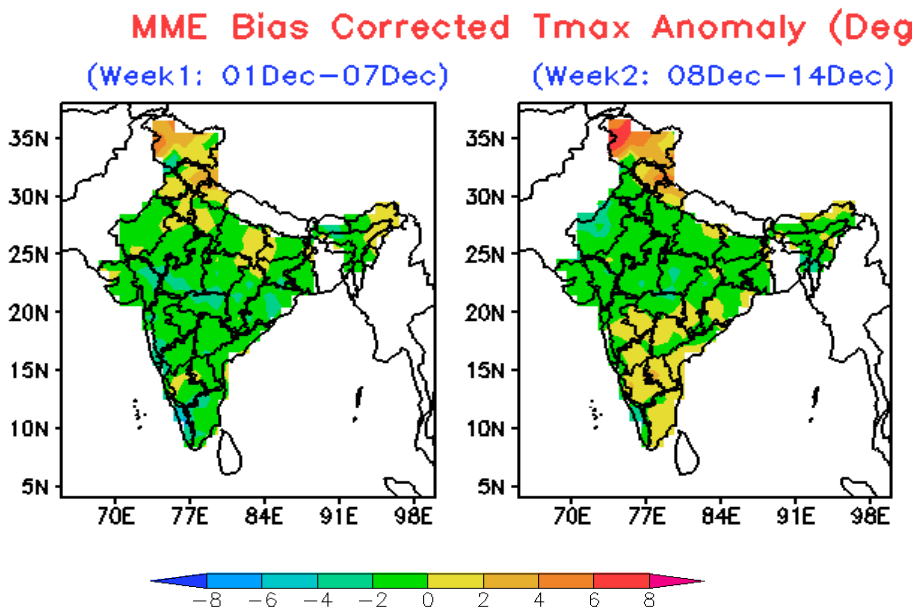 MME Bias Corrected Tmax Anomaly (Deg
(Week1: 01Dec−07Dec) (Week2: 08Dec−14Dec)
35N 35N
30N 30N
25N 25N
20N 20N
15N 15N
10N 10N
5N 5N
70E 77E 84E 91E 98E 70E 77E 84E 91E 98E
−8 −6 −4 −2 0 2 4 6 8